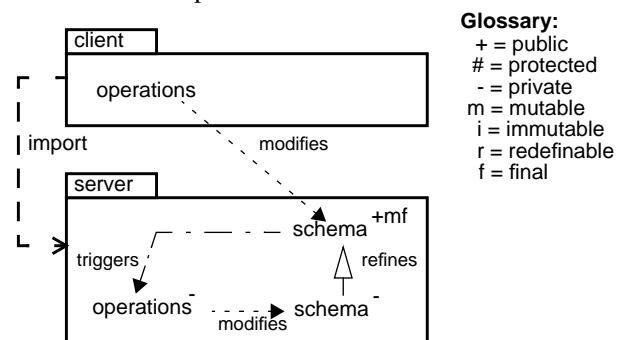 Glossary:
+ = public
# = protected
- = private
m = mutable
i = immutable
r = redefinable
f = final
client
operations
import
modifies
server
schema +mf
triggers
refines
operations -
modifies
schema -